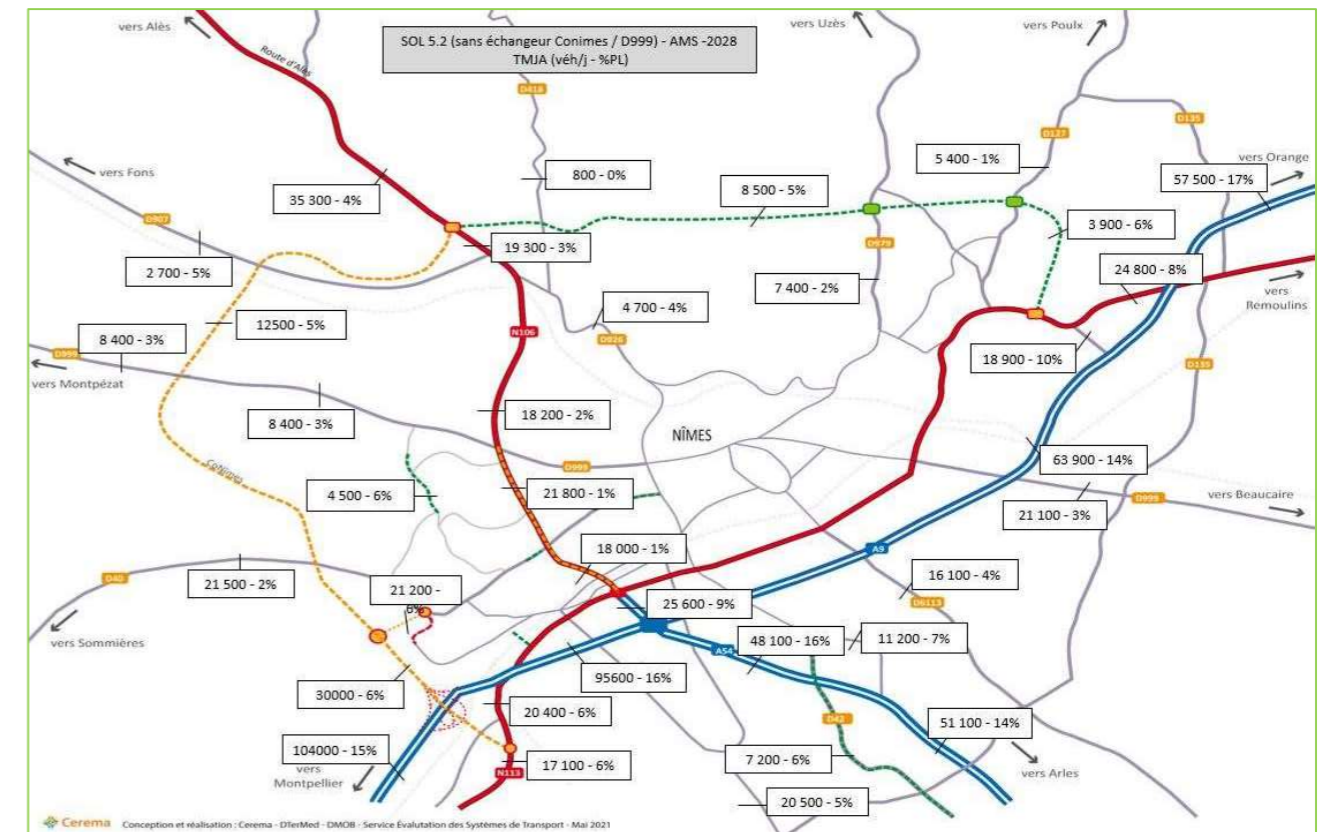 vers Alès
vers Uzès
vers Poulx
SOL 5.2 (sans échangeur Conimes / D999) - AMS -2028
TMJA (véh/j - %PL)
Route d'Alès
D418
D135
D127
5 400 - 1%
vers Orange
57 500 - 17%
vers Fons
800 - 0%
8 500 - 5%
35 300 - 4%
D907
3 900 - 6%
19 300 - 3%
D979
24 800 - 8%
2 700 - 5%
7 400 - 2%
vers
Remoulins
4 700 - 4%
12500 - 5%
N106
D926
8 400 - 3%
D999
18 900 - 10%
D135
vers Montpézat
18 200 - 2%
8 400 - 3%
NÎMES
63 900 - 14%
D999
4 500 - 6%
21 800 - 1%
vers Beaucaire
D999
21 100 - 3%
18 000 - 1%
A9
D40
21 500 - 2%
21 200 -
6%
16 100 - 4%
25 600 - 9%
D6113
vers Sommières
48 100 - 16%
11 200 - 7%
A54
95600 - 16%
30000 - 6%
20 400 - 6%
D42
51 100 - 14%
104000 - 15%
7 200 - 6%
17 100 - 6%
vers
Montpellier
N113
vers Arles
20 500 - 5%
Cerema Conception et réalisation : Cerema - DTerMed - DMOB - Service Évalutation des Systèmes de Transport - Mai 2021